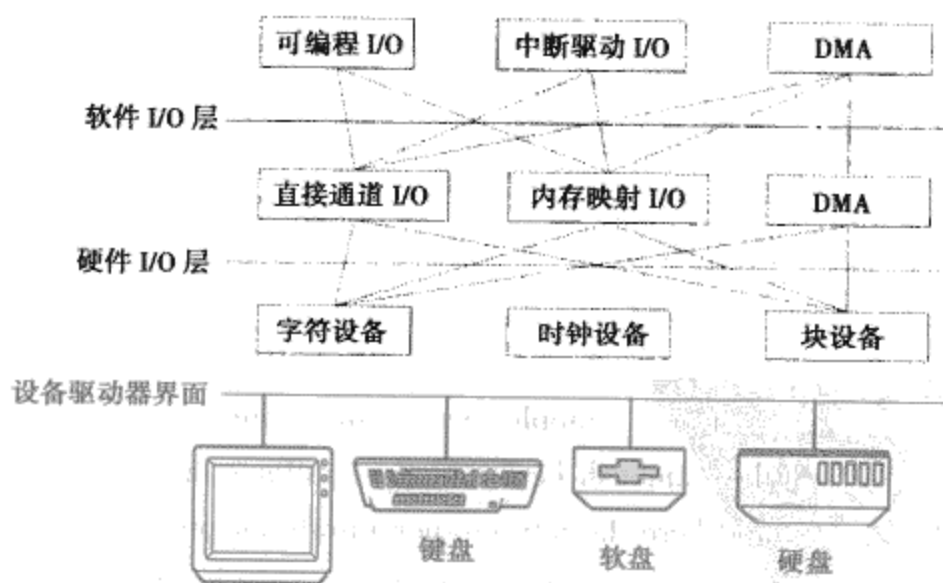 可编程 I/O
中断驱动 I/O
DMA
软件 I/O 层
直接通道 I/O
内存映射 I/O
DMA
硬件 I/O 层
字符设备
时钟设备
块设备
设备驱动器界面
键盘
软盘
硬盘